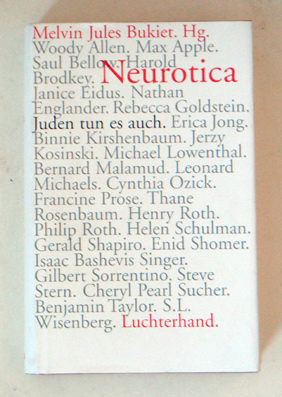 Melvin Jules Bukiet. Hg.
Woody Allen. Max Apple.
Saul Bellow. Harold
Brodkey. Neurotica
Janice Eidus. Nathan
Englander. Rebecca Goldstein.
Juden tun es auch. Erica Jong.
Binnie Kirshenbaum. Jerzy
Kosinski. Michael Lowenthal.
Bernard Malamud. Leonard
Michaels. Cynthia Ozick.
Francine Prose. Thane
Rosenbaum. Henry Roth.
Philip Roth. Helen Schulman.
Gerald Shapiro. Enid Shomer.
Isaac Bashevis Singer.
Gilbert Sorrentino. Steve
Stern. Cheryl Pearl Sucher.
Benjamin Taylor. S.L.
Wisenberg. Luchterhand.